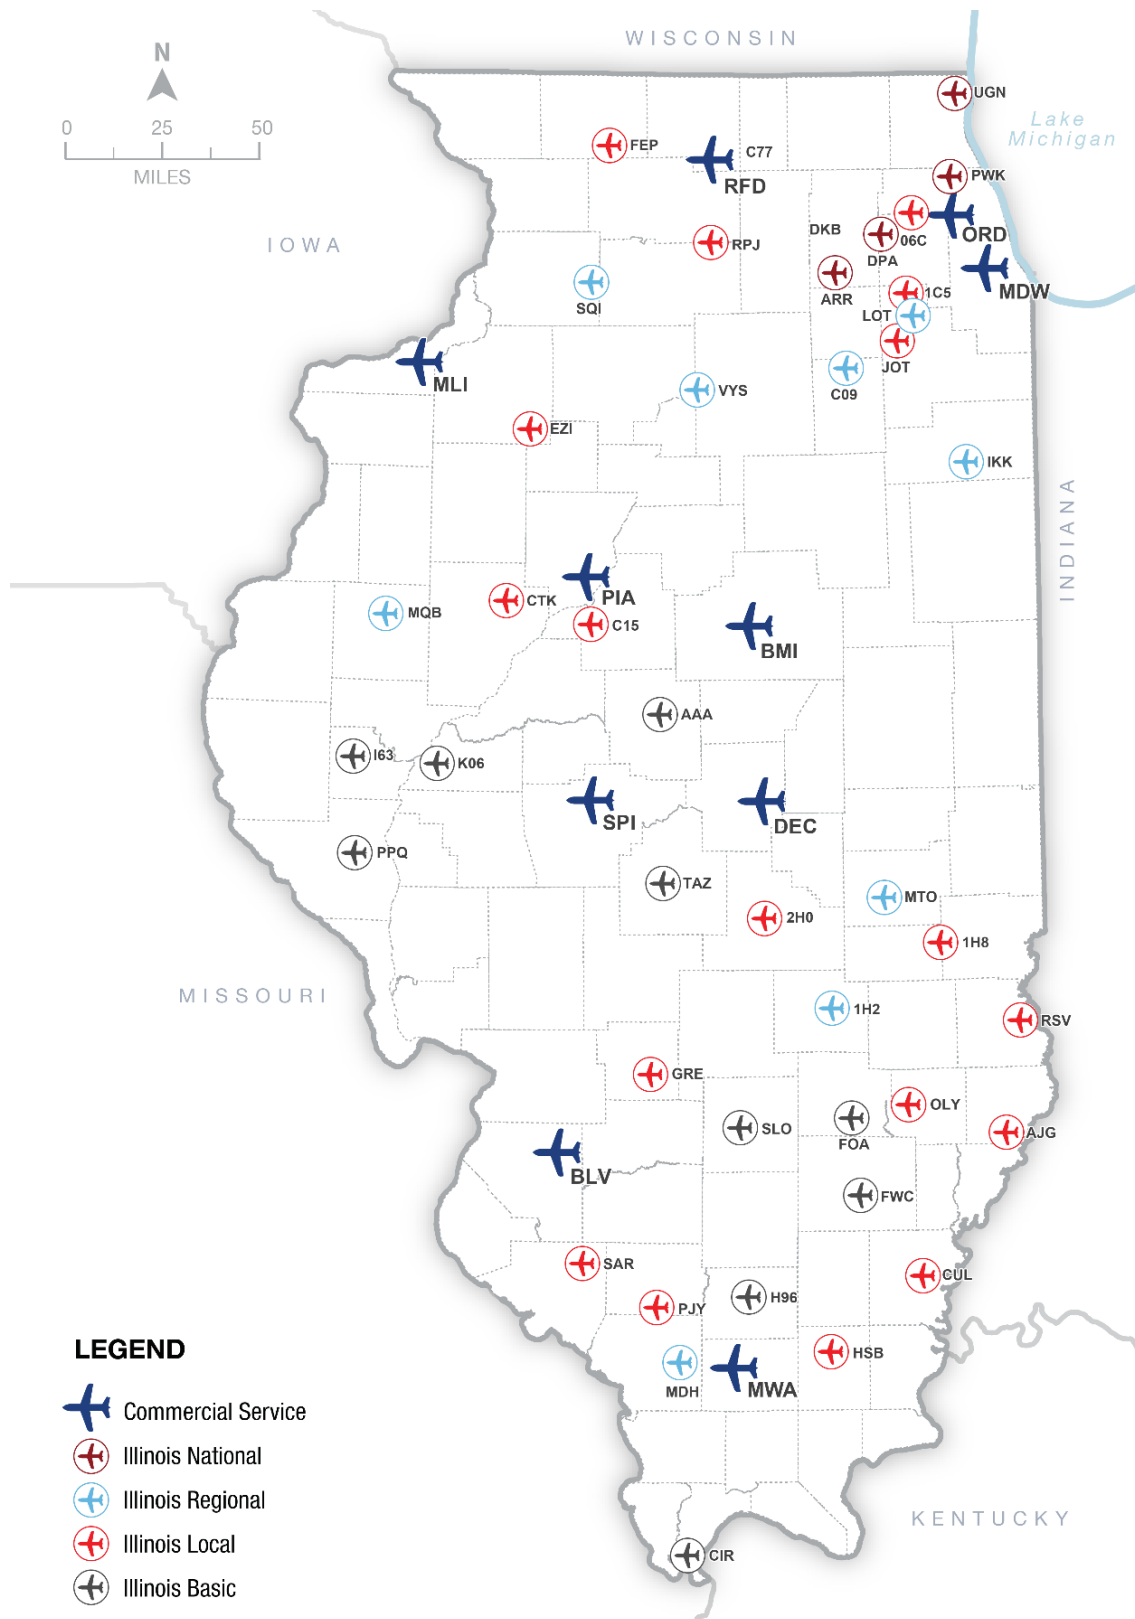 WISCONSIN
N
0 25 50
MILES
Lake
Michigan
UGN
FEP
C77
RFD
PWK
IOWA
RPJ
DKB
06C
ORD
DPA
MDW
ARR
1C5
SQI
LOT
MLI
JOT
VYS
C09
EZI
IKK
INDIANA
PIA
CTK
MQB
C15
BMI
AAA
I63
K06
SPI
DEC
PPQ
TAZ
MTO
2H0
1H8
MISSOURI
1H2
RSV
GRE
OLY
SLO
FOA
AJG
BLV
FWC
SAR
CUL
PJY
H96
HSB
MDH
MWA
LEGEND
Commercial Service
Illinois National
Illinois Regional
Illinois Local
Illinois Basic
KENTUCKY
CIR